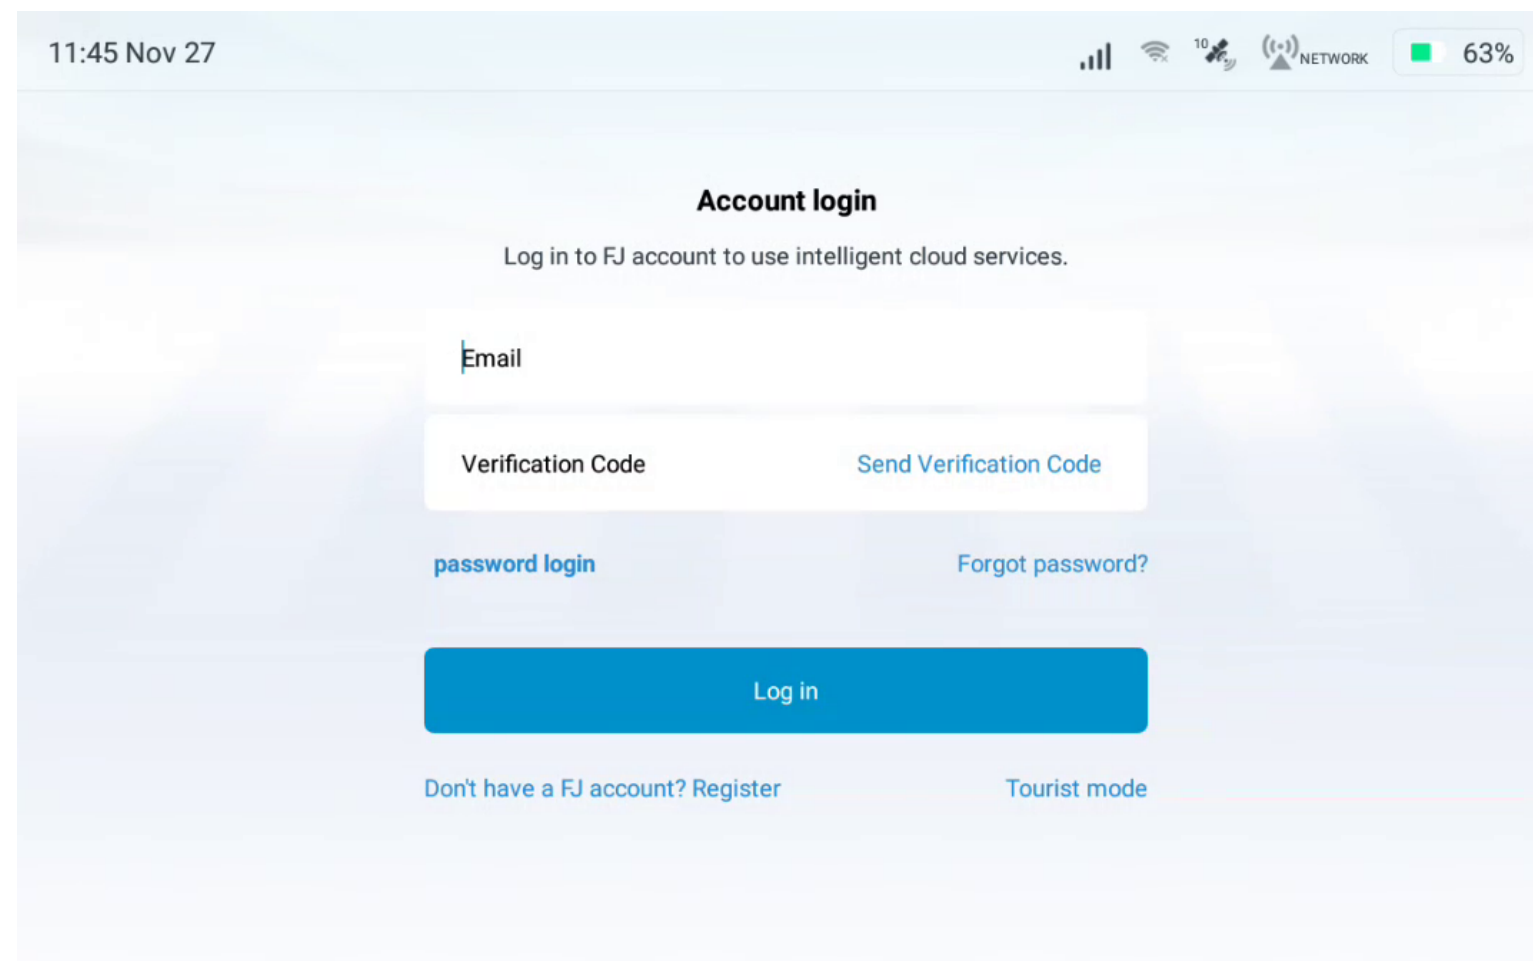 11:45 Nov 27
10
NETWORK
63%
Account login
Log in to FJ account to use intelligent cloud services.
Email
Verification Code
Send Verification Code
password login
Forgot password?
Log in
Don't have a FJ account? Register
Tourist mode